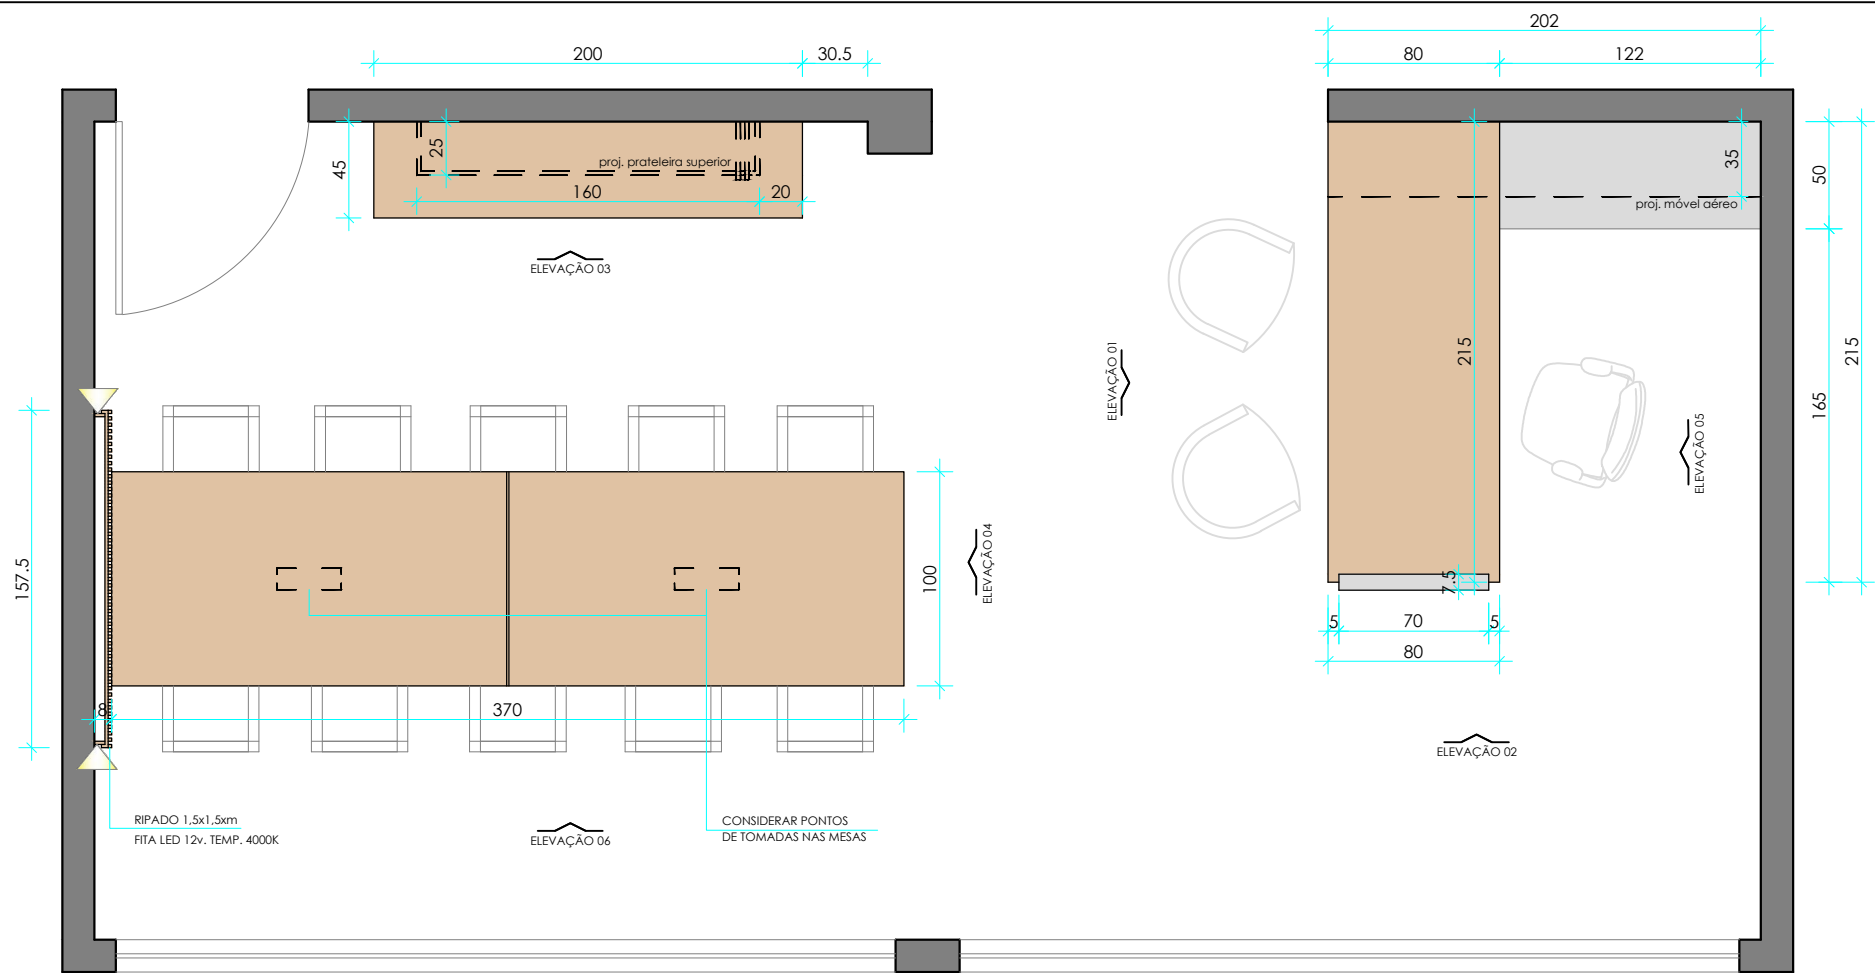 202
200
30.5
80
122
45
25
proj. prateleira superior
160
20
35
50
proj. móvel aéreo
215
ELEVAÇÃO 03
ELEVAÇÃO 01
215
165
ELEVAÇÃO 05
157.5
100
ELEVAÇÃO 04
7.5
5
70
5
80
8
370
ELEVAÇÃO 02
RIPADO 1,5x1,5xm
FITA LED 12v. TEMP. 4000K
ELEVAÇÃO 06
CONSIDERAR PONTOS
DE TOMADAS NAS MESAS